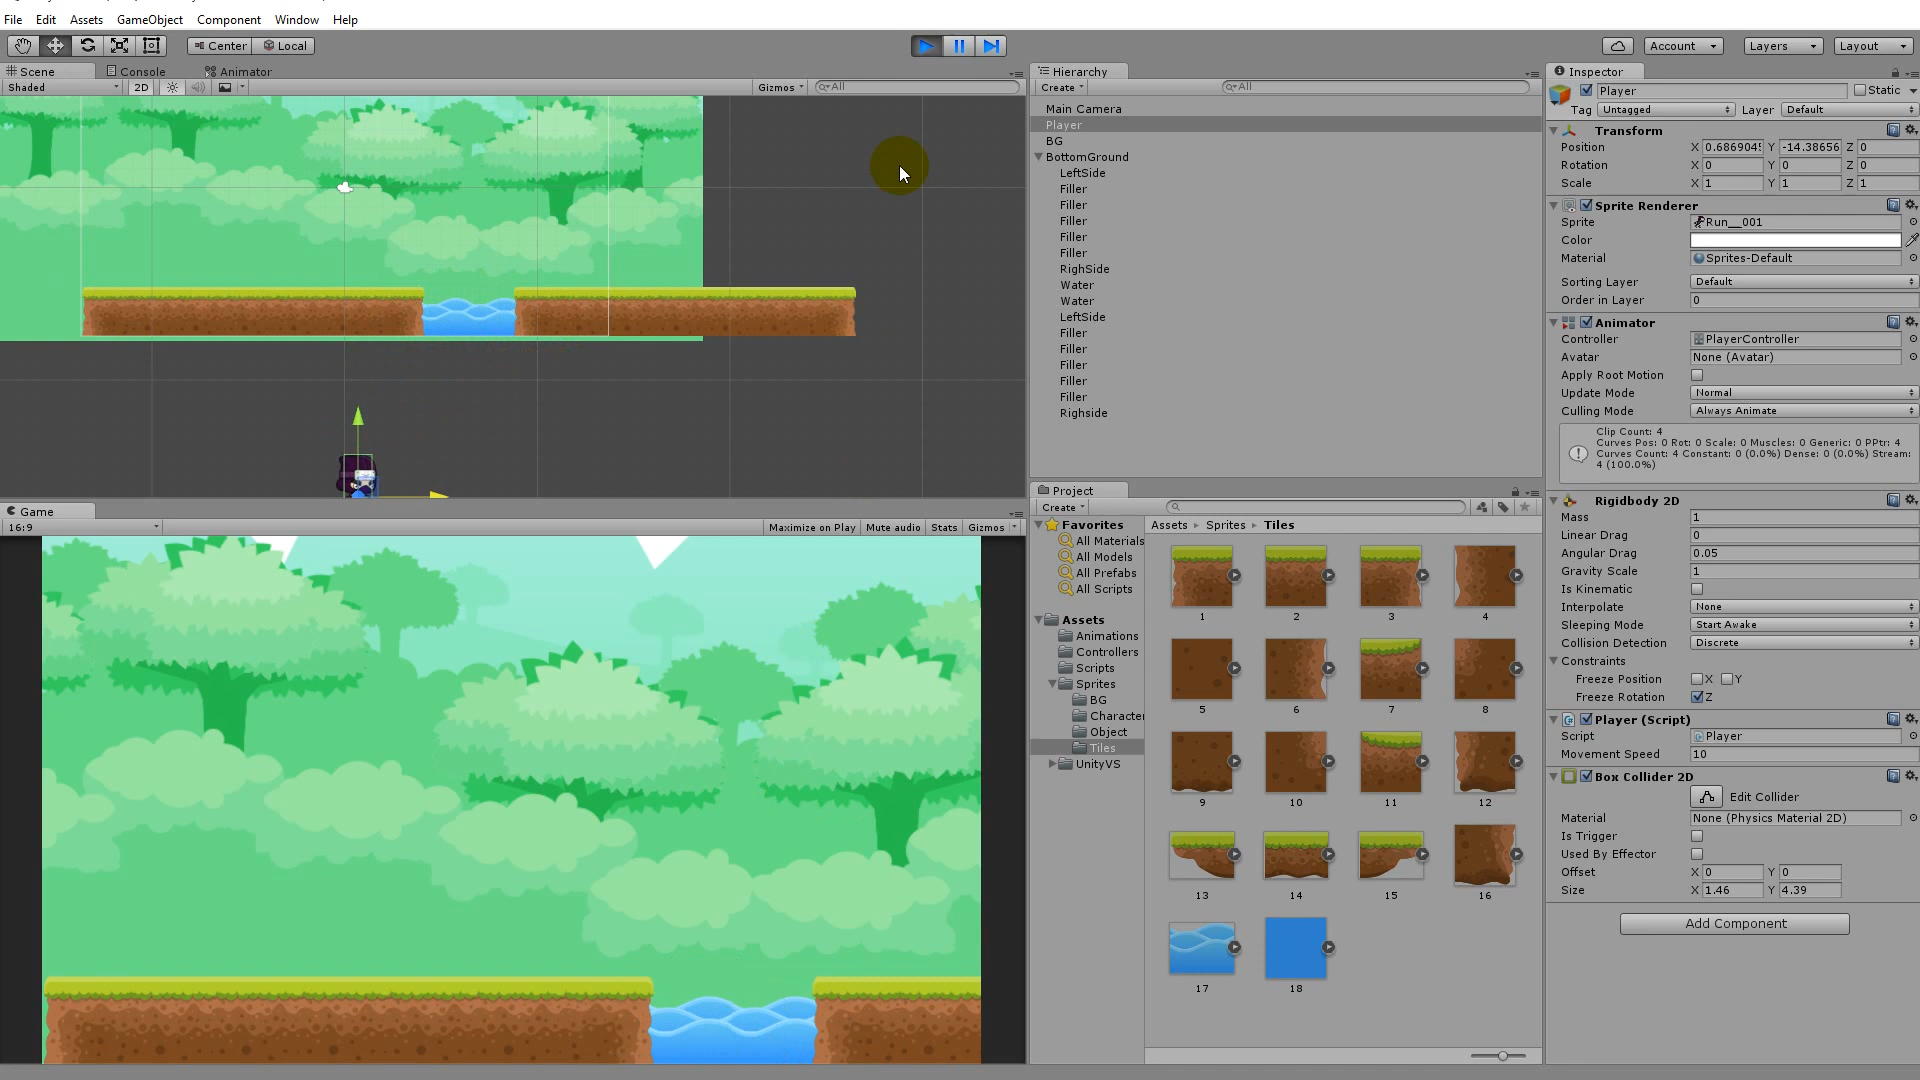 File Edit Assets GameObject Component Window Help
Center Local Account Layers Layout
Scene Console Animator
Shaded 2D Gizmos All
Hierarchy
Create All
Main Camera
Player
BG
BottomGround
LeftSide
Filler
Filler
Filler
Filler
Filler
RighSide
Water
Water
LeftSide
Filler
Filler
Filler
Filler
Filler
Righside
Game
16:9 Maximize on Play Mute audio Stats Gizmos
Project
Create
Favorites
All Materials
All Models
All Prefabs
All Scripts
Assets
Animations
Controllers
Scripts
Sprites
BG
Character
Object
Tiles
UnityVS
Assets Sprites Tiles
1 2 3 4
5 6 7 8
9 10 11 12
13 14 15 16
17 18
Inspector
Player Static
Tag Untagged Layer Default
Transform
Position X 0.686904 Y -14.38656 Z 0
Rotation X 0 Y 0 Z 0
Scale X 1 Y 1 Z 1
Sprite Renderer
Sprite Run__001
Color
Material Sprites-Default
Sorting Layer Default
Order in Layer 0
Animator
Controller PlayerController
Avatar None (Avatar)
Apply Root Motion
Update Mode Normal
Culling Mode Always Animate
Clip Count: 4
Curves Pos: 0 Rot: 0 Scale: 0 Muscles: 0 Generic: 0 PPtr: 4
Curves Count: 4 Constant: 0 (0.0%) Dense: 0 (0.0%) Stream:
4 (100.0%)
Rigidbody 2D
Mass 1
Linear Drag 0
Angular Drag 0.05
Gravity Scale 1
Is Kinematic
Interpolate None
Sleeping Mode Start Awake
Collision Detection Discrete
Constraints
Freeze Position X Y
Freeze Rotation Z
Player (Script)
Script Player
Movement Speed 10
Box Collider 2D
Edit Collider
Material None (Physics Material 2D)
Is Trigger
Used By Effector
Offset X 0 Y 0
Size X 1.46 Y 4.39
Add Component